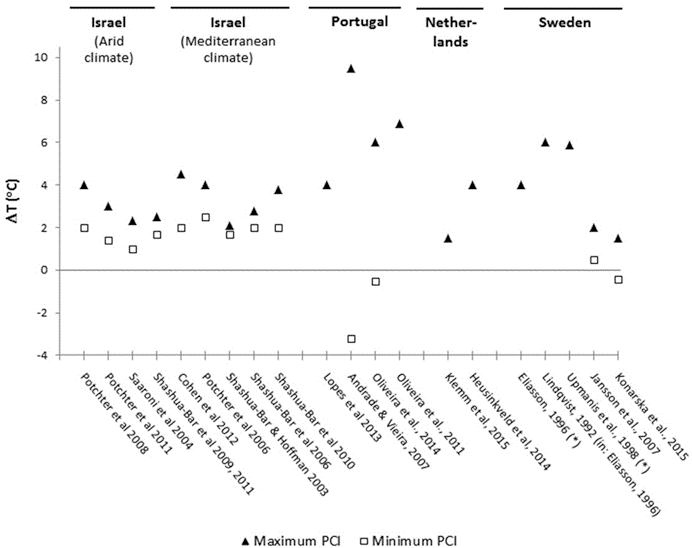 Israel
(Arid
climate)
Israel
(Mediterranean
climate)
Portugal
Nether-
lands
Sweden
ΔT (°C)
10
8
6
4
2
0
-2
-4
Potchter et al 2008
Potchter et al 2011
Saaroni et al 2004
Shashua-Bar et al 2009, 2011
Cohen et al 2012
Potchter et al 2006
Shashua-Bar & Hoffman 2003
Shashua-Bar et al 2006
Shashua-Bar et al 2010
Lopes et al 2013
Andrade & Vieira, 2007
Oliveira et al., 2014
Oliveira et al., 2011
Klemm et al., 2015
Heusinkveld et al, 2014
Eliasson, 1996 (*)
Lindqvist, 1992 (in: Eliasson, 1996)
Upmanis et al., 1998 (*)
Jansson et al., 2007
Konarska et al., 2015
Maximum PCI
Minimum PCI